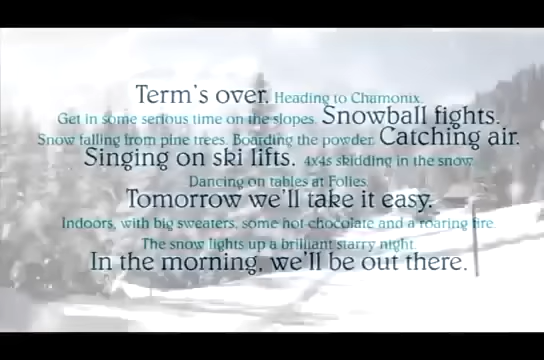 Term's over. Heading to Chamonix.
Get in some serious time on the slopes. Snowball fights.
Snow falling from pine trees. Boarding the powder. Catching air.
Singing on ski lifts. 4x4s skidding in the snow.
Dancing on tables at Folies.
Tomorrow we'll take it easy.
Indoors, with big sweaters, some hot chocolate and a roaring fire.
The snow lights up a brilliant starry night.
In the morning, we'll be out there.